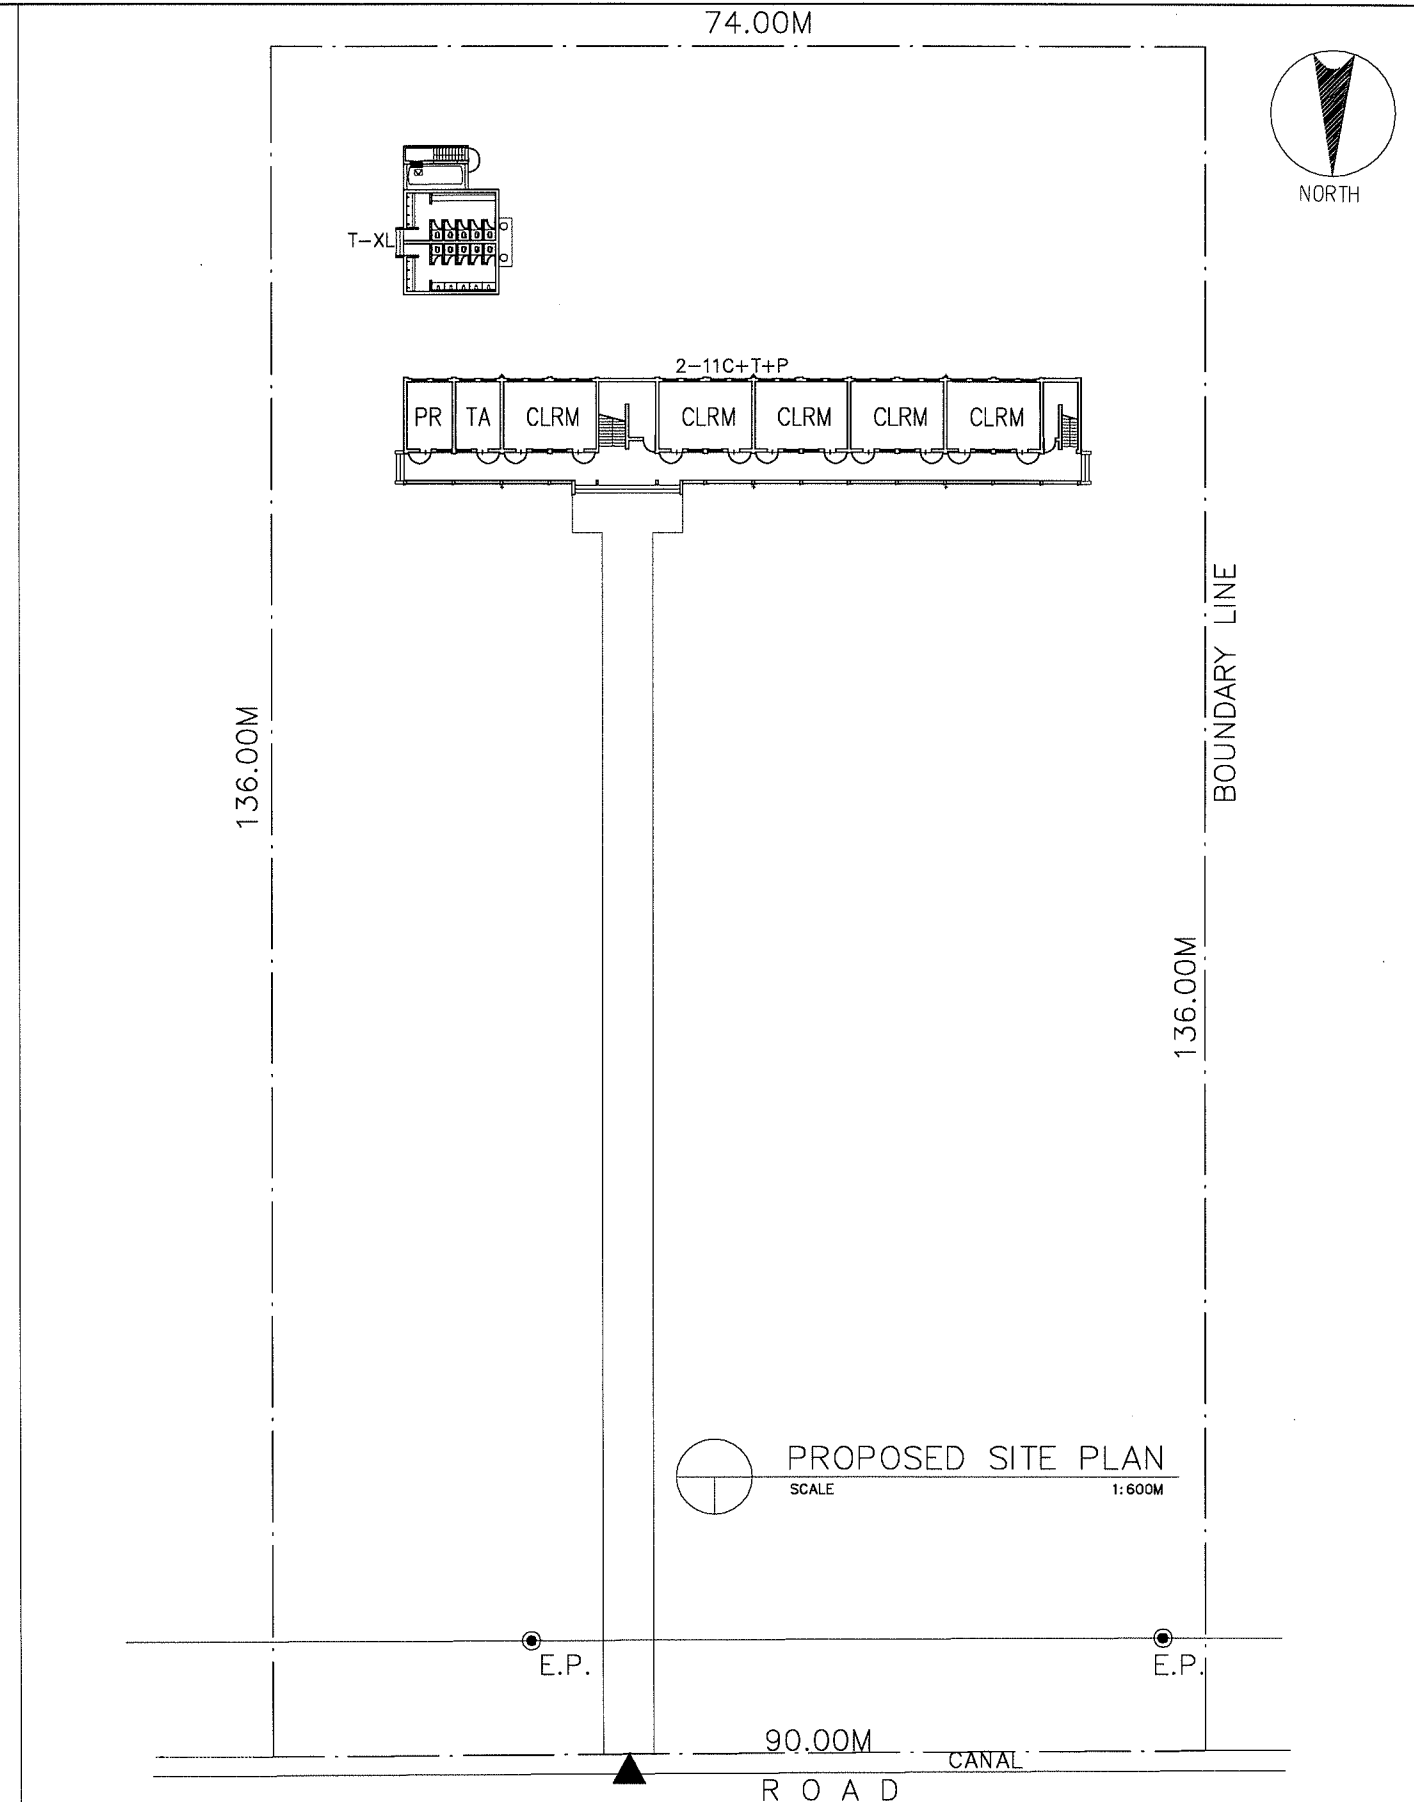 74.00M
NORTH
T-XL
2-11C+T+P
PR TA CLRM CLRM CLRM CLRM CLRM
BOUNDARY LINE
136.00M
136.00M
PROPOSED SITE PLAN
SCALE 1:600M
E.P. E.P.
90.00M
CANAL
ROAD